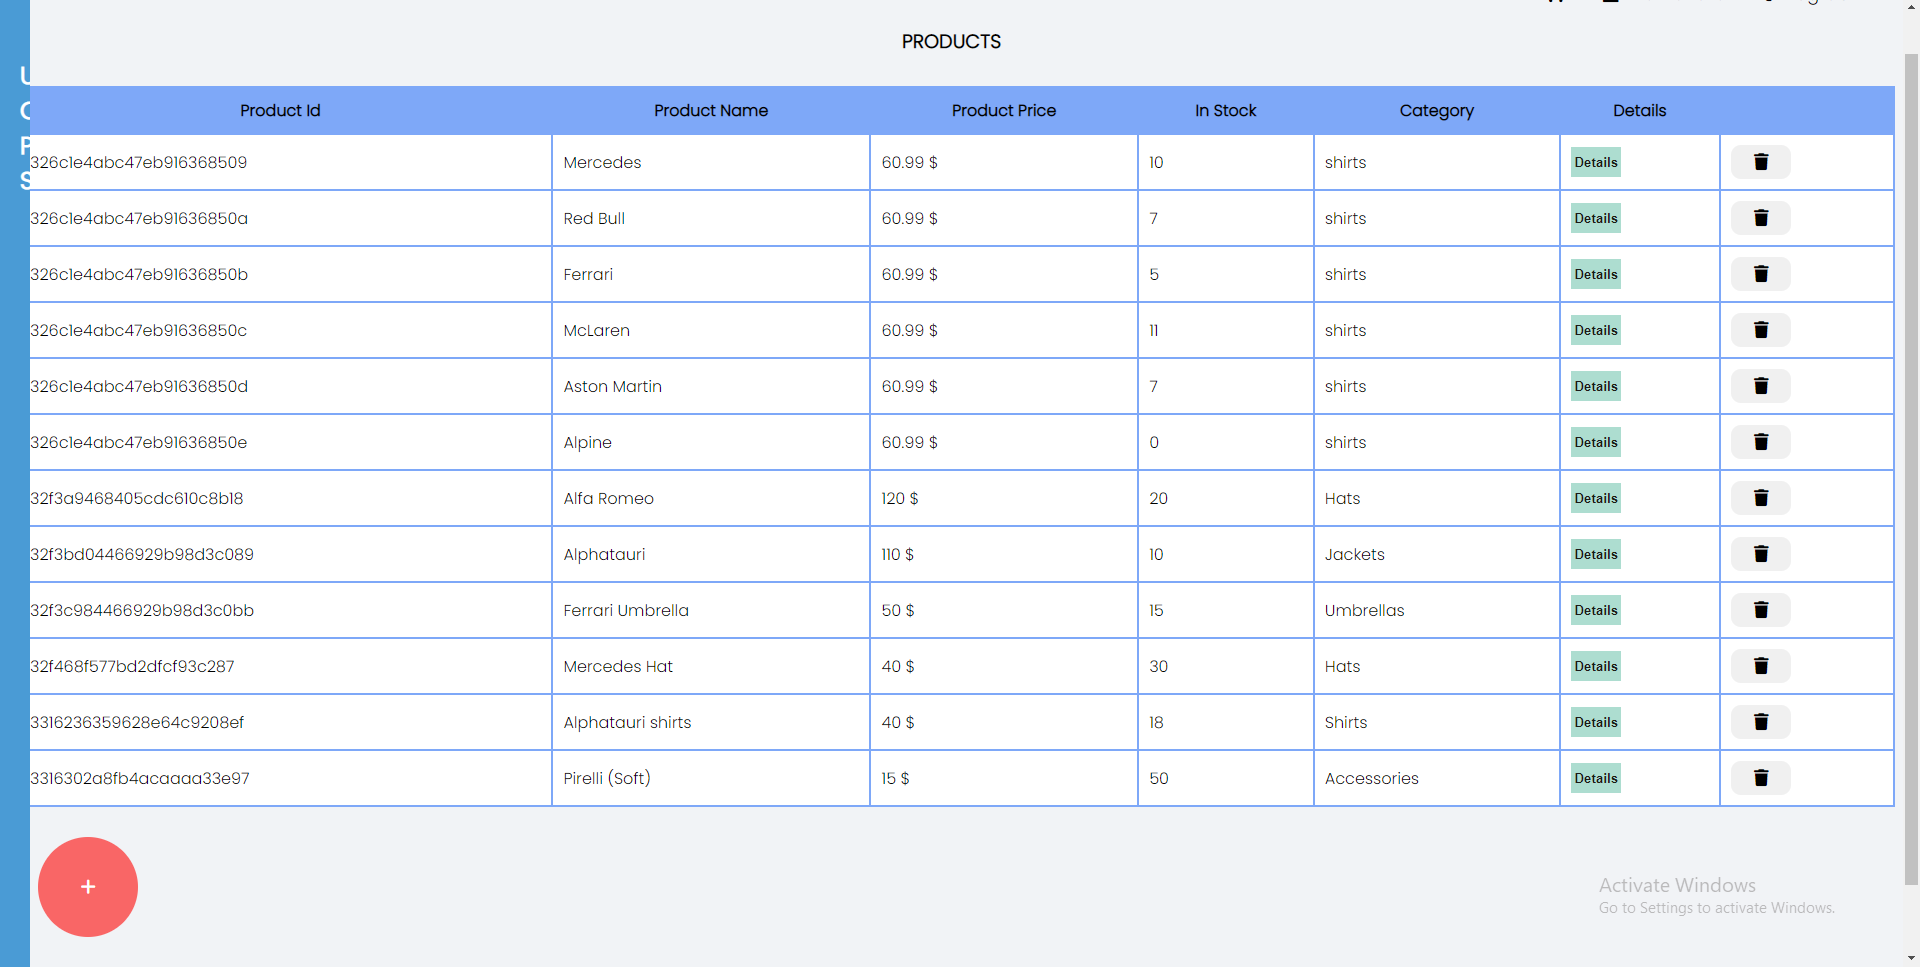 PRODUCTS
U
C
P
S
Product Id Product Name Product Price In Stock Category Details
326c1e4abc47eb916368509 Mercedes 60.99 $ 10 shirts Details
326c1e4abc47eb91636850a Red Bull 60.99 $ 7 shirts Details
326c1e4abc47eb91636850b Ferrari 60.99 $ 5 shirts Details
326c1e4abc47eb91636850c McLaren 60.99 $ 11 shirts Details
326c1e4abc47eb91636850d Aston Martin 60.99 $ 7 shirts Details
326c1e4abc47eb91636850e Alpine 60.99 $ 0 shirts Details
32f3a9468405cdc610c8b18 Alfa Romeo 120 $ 20 Hats Details
32f3bd04466929b98d3c089 Alphatauri 110 $ 10 Jackets Details
32f3c984466929b98d3c0bb Ferrari Umbrella 50 $ 15 Umbrellas Details
32f468f577bd2dfcf93c287 Mercedes Hat 40 $ 30 Hats Details
3316236359628e64c9208ef Alphatauri shirts 40 $ 18 Shirts Details
3316302a8fb4acaaaa33e97 Pirelli (Soft) 15 $ 50 Accessories Details
+
Activate Windows
Go to Settings to activate Windows.